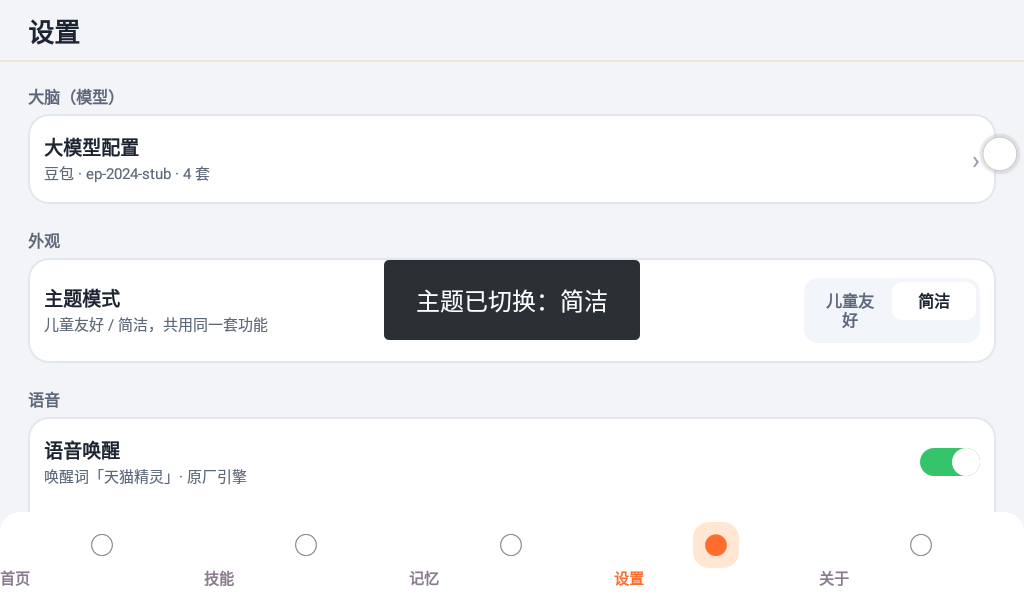 设置
大脑（模型）
大模型配置
豆包 · ep-2024-stub · 4 套
›
外观
主题模式
儿童友好 / 简洁，共用同一套功能
主题已切换：简洁
儿童友
好
简洁
语音
语音唤醒
唤醒词「天猫精灵」· 原厂引擎
首页
技能
记忆
设置
关于